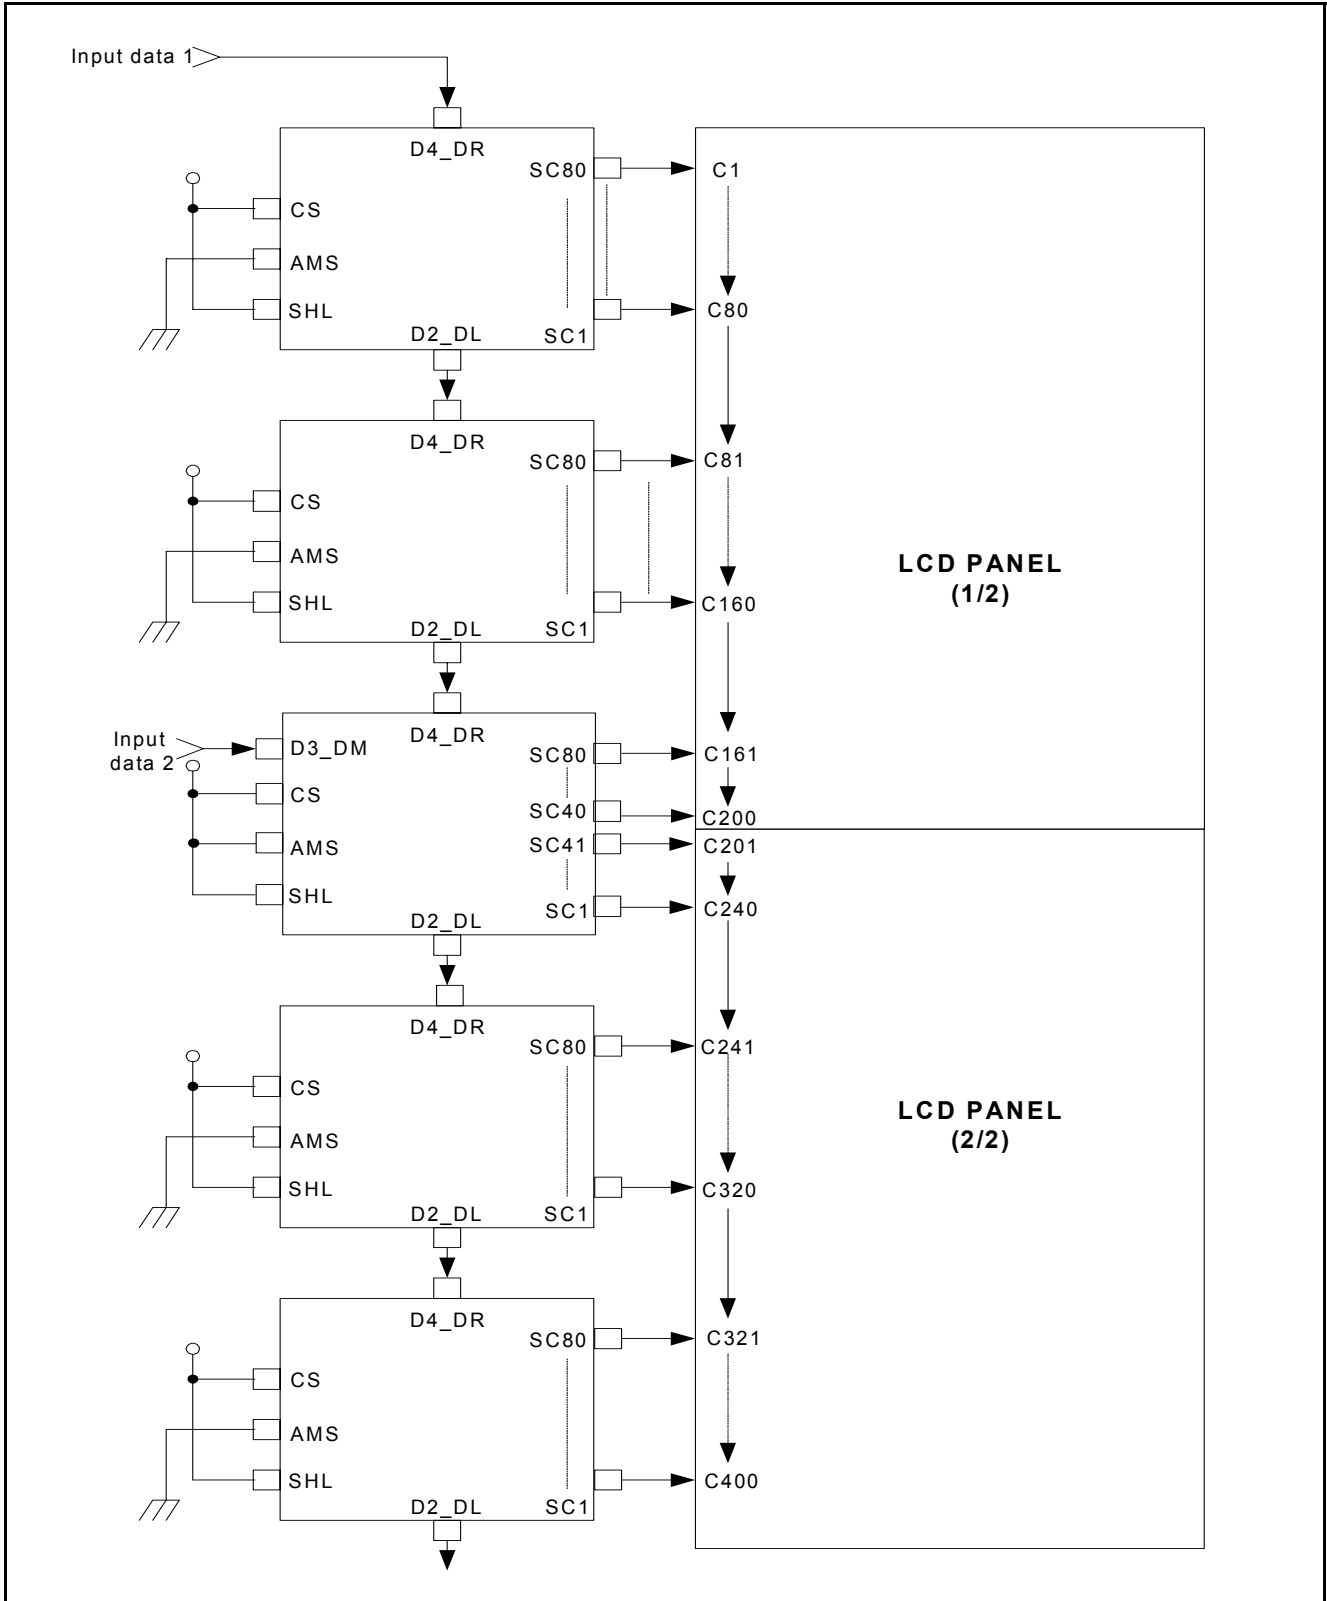 Input data 1
D4_DR
SC80
CS
AMS
SHL
D2_DL
SC1
C1
C80
D4_DR
SC80
CS
AMS
SHL
D2_DL
SC1
C81
C160
LCD PANEL
(1/2)
Input
data 2
D3_DM
D4_DR
SC80
CS
SC40
AMS
SC41
SHL
SC1
D2_DL
C161
C200
C201
C240
D4_DR
SC80
CS
AMS
SHL
D2_DL
SC1
C241
C320
LCD PANEL
(2/2)
D4_DR
SC80
CS
AMS
SHL
D2_DL
SC1
C321
C400